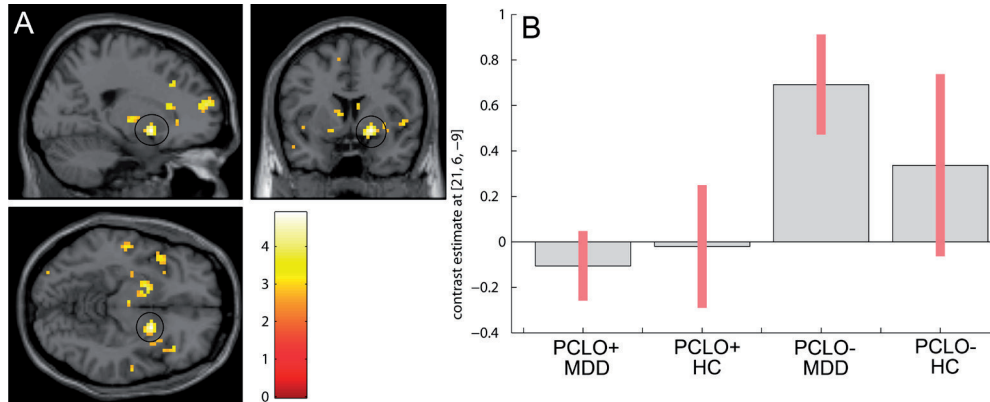 A
4
3
2
1
0
B
contrast estimate at [21, 6, −9]
1
0.8
0.6
0.4
0.2
0
−0.2
−0.4
PCLO+
MDD
PCLO+
HC
PCLO-
MDD
PCLO-
HC